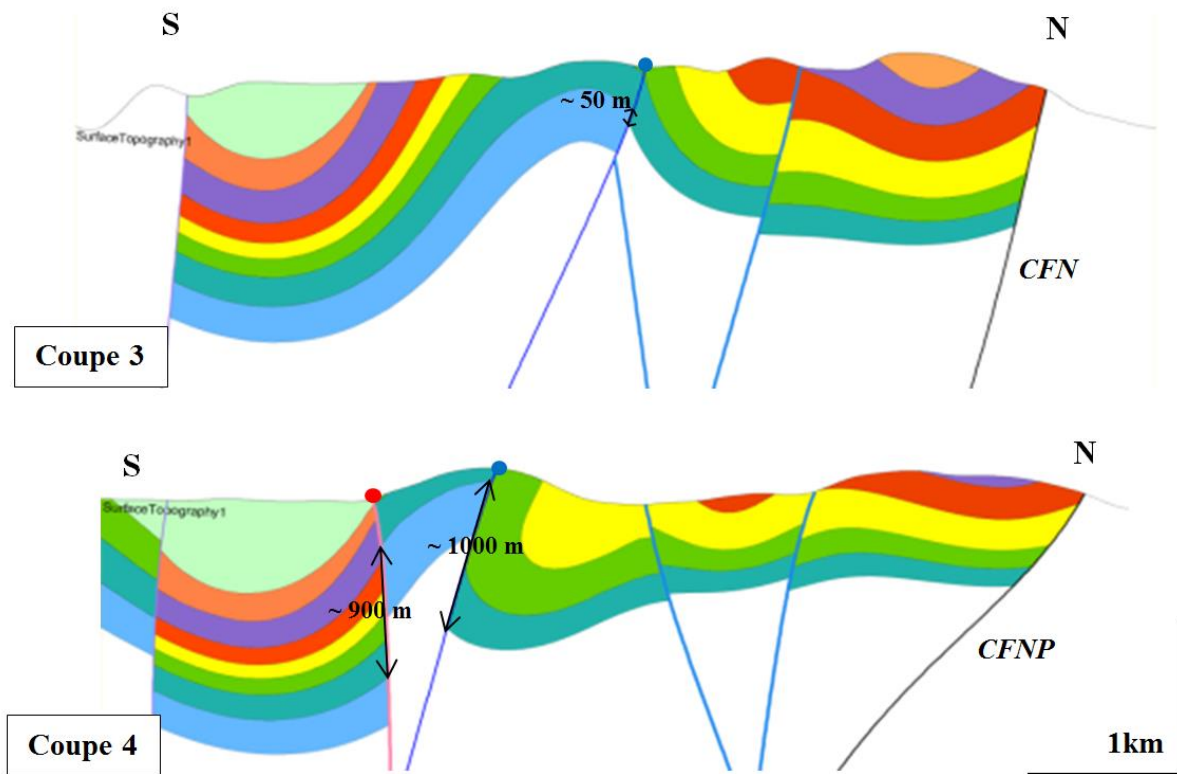 S
N
~ 50 m
SurfaceTopography1
CFN
Coupe 3
S
N
SurfaceTopography1
~ 1000 m
~ 900 m
CFNP
Coupe 4
1km